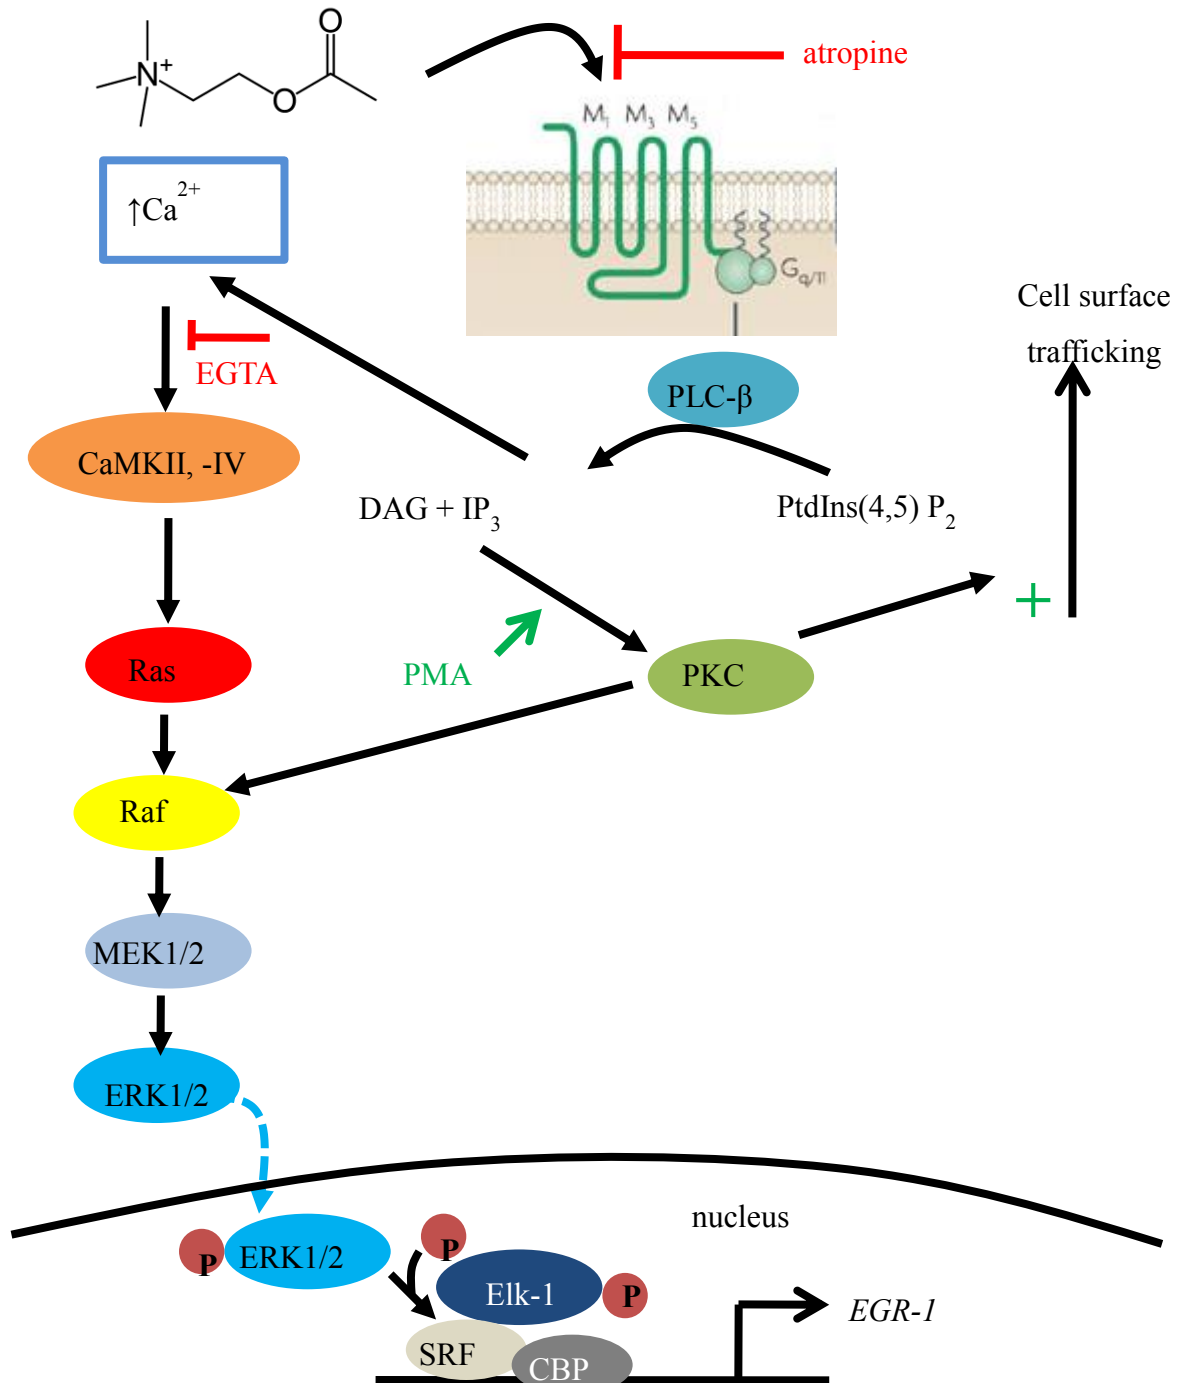 O
N+
O
atropine
M1 M3 M5
↑Ca2+
Gq/11
Cell surface
trafficking
EGTA
PLC-β
CaMKII, -IV
DAG + IP3
PtdIns(4,5) P2
+
Ras
PMA
PKC
Raf
MEK1/2
ERK1/2
nucleus
P
ERK1/2
P
Elk-1
P
EGR-1
SRF
CBP